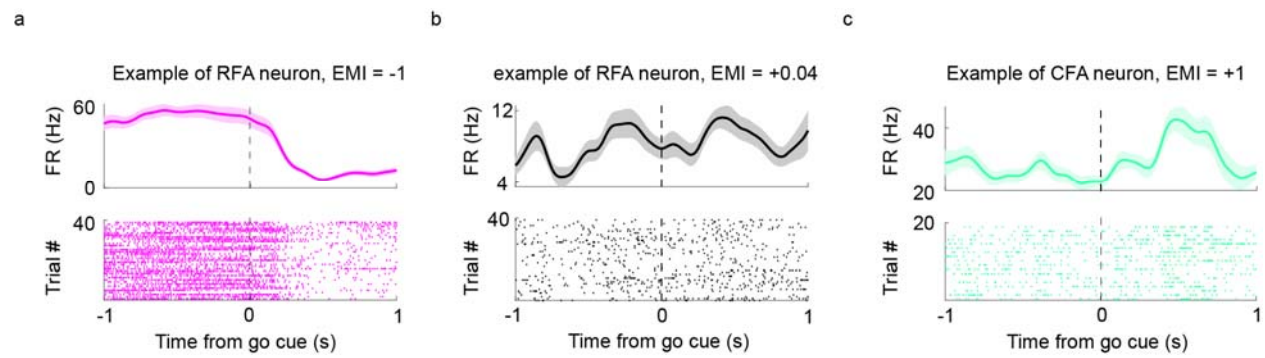 a
b
c
Example of RFA neuron, EMI = -1
example of RFA neuron, EMI = +0.04
Example of CFA neuron, EMI = +1
60
FR (Hz)
0
12
FR (Hz)
4
40
FR (Hz)
20
40
Trial #
-1
0
1
Time from go cue (s)
40
Trial #
-1
0
1
Time from go cue (s)
20
Trial #
-1
0
1
Time from go cue (s)